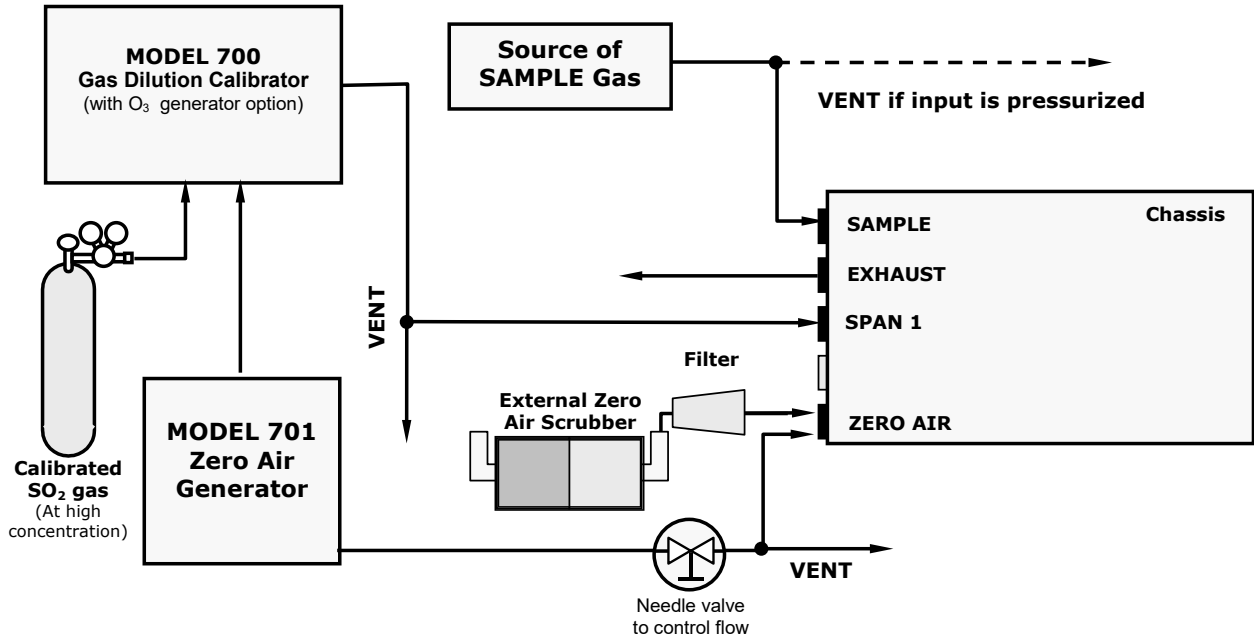 MODEL 700
Gas Dilution Calibrator
(with O₃ generator option)
Source of
SAMPLE Gas
VENT if input is pressurized
Chassis
SAMPLE
EXHAUST
SPAN 1
ZERO AIR
VENT
Filter
External Zero
Air Scrubber
MODEL 701
Zero Air
Generator
Calibrated
SO₂ gas
(At high
concentration)
VENT
Needle valve
to control flow